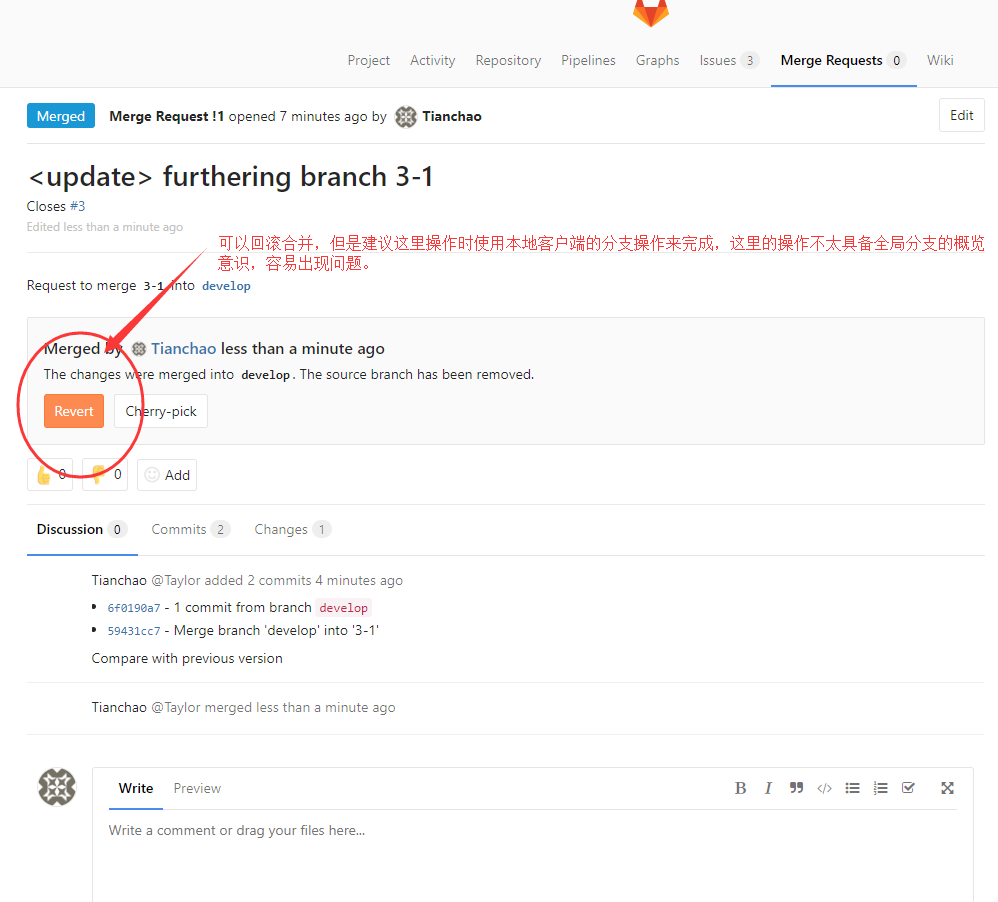 Project Activity Repository Pipelines Graphs Issues 3 Merge Requests 0 Wiki
Merged Merge Request !1 opened 7 minutes ago by Tianchao Edit
<update> furthering branch 3-1
Closes #3
Edited less than a minute ago
可以回滚合并，但是建议这里操作时使用本地客户端的分支操作来完成，这里的操作不太具备全局分支的概览
意识，容易出现问题。
Request to merge 3-1 into develop
Merged by Tianchao less than a minute ago
The changes were merged into develop. The source branch has been removed.
Revert Cherry-pick
0 0 Add
Discussion 0 Commits 2 Changes 1
Tianchao @Taylor added 2 commits 4 minutes ago
• 6f0190a7 - 1 commit from branch develop
• 59431cc7 - Merge branch 'develop' into '3-1'
Compare with previous version
Tianchao @Taylor merged less than a minute ago
Write Preview B I
Write a comment or drag your files here...